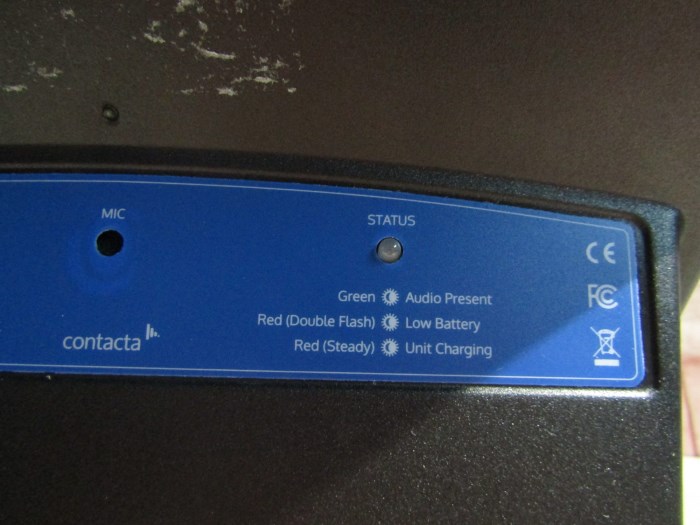 MIC
STATUS
Green Audio Present
Red (Double Flash) Low Battery
Red (Steady) Unit Charging
contacta
CE
FC